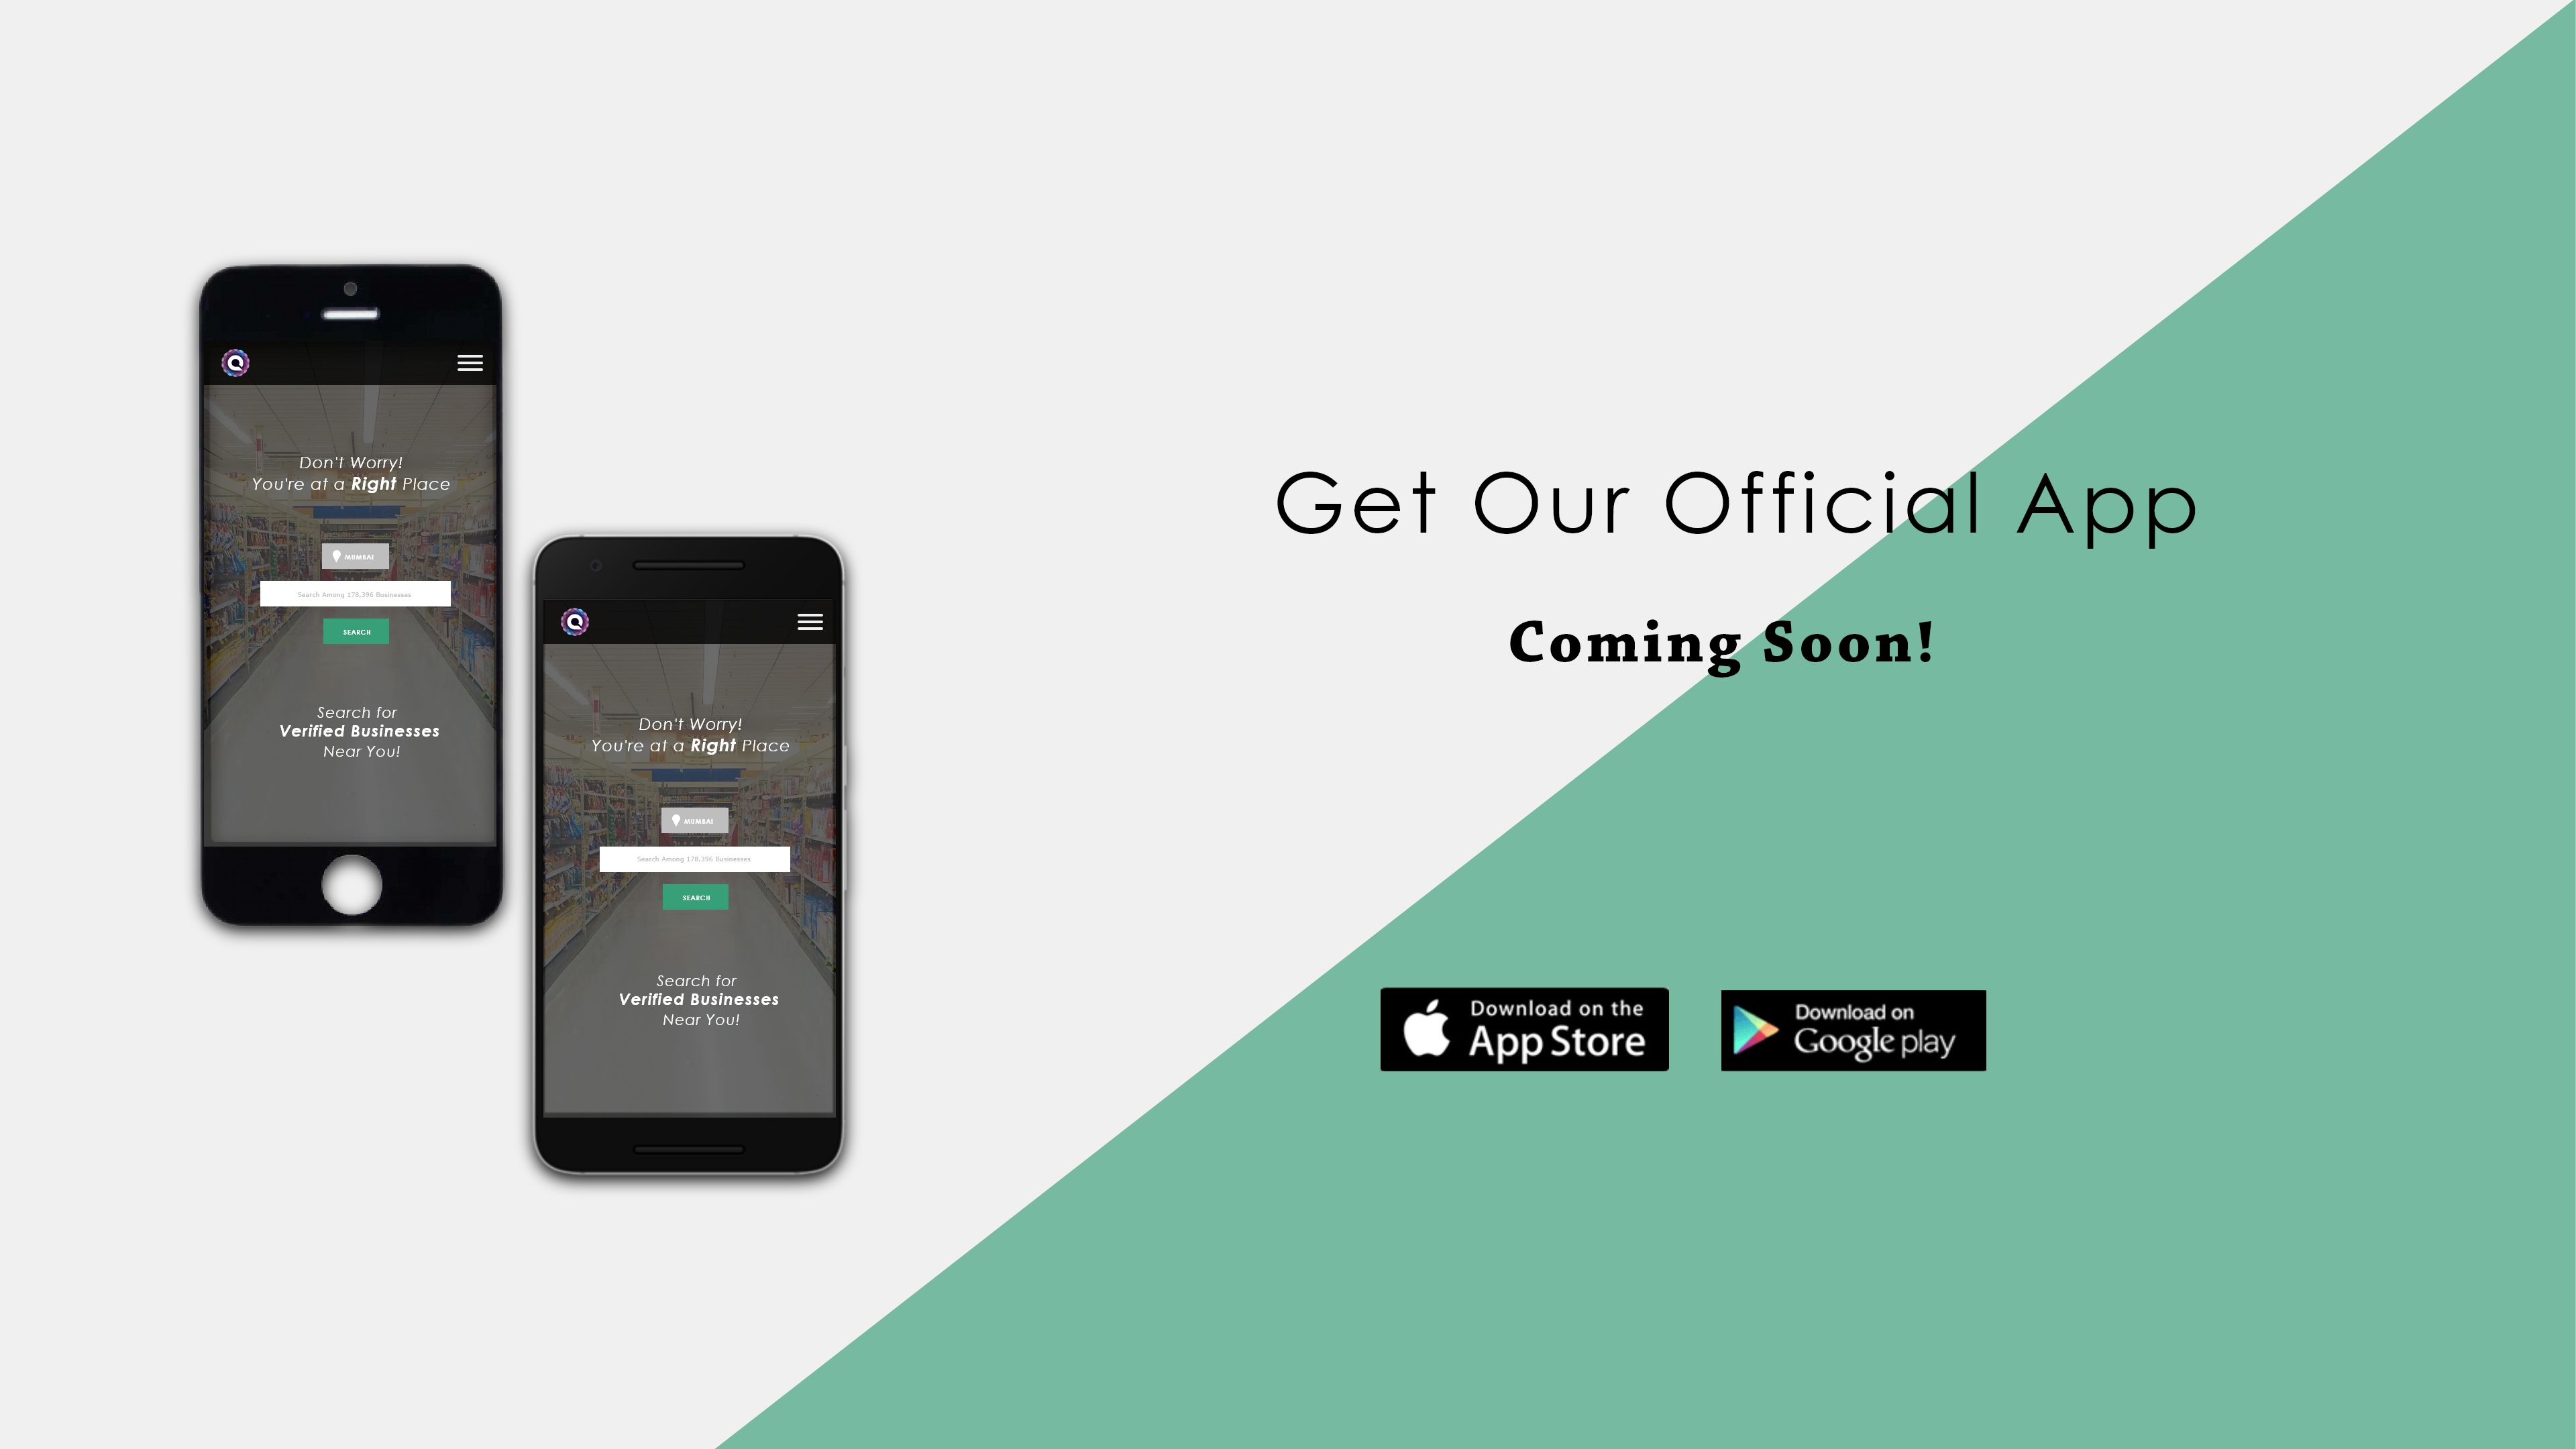 Don't Worry!
You're at a Right Place
MUMBAI
Search Among 178,396 Businesses
SEARCH
Search for
Verified Businesses
Near You!
Don't Worry!
You're at a Right Place
MUMBAI
Search Among 178,396 Businesses
SEARCH
Search for
Verified Businesses
Near You!
Get Our Official App
Coming Soon!
Download on the
App Store
Download on
Google play